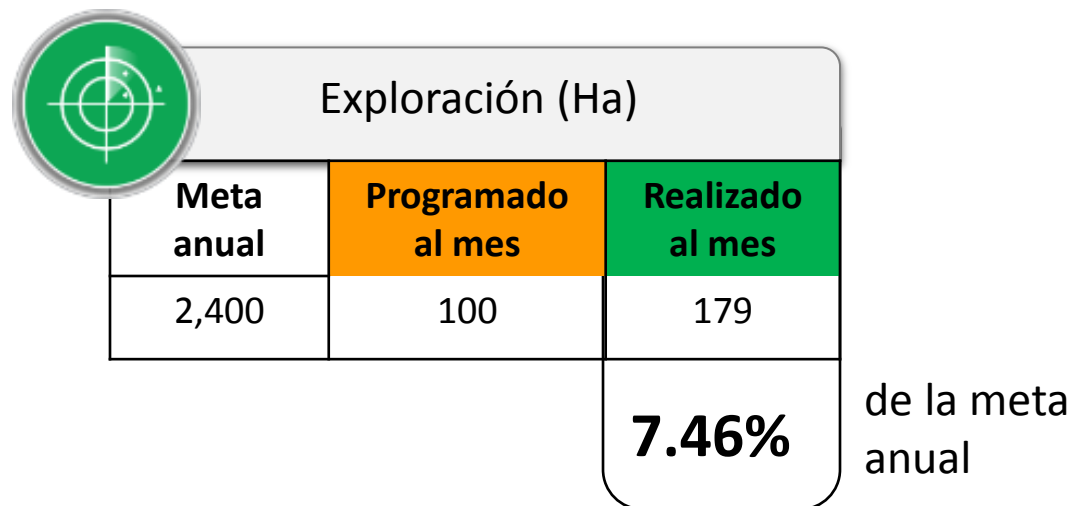 Exploración (Ha)
Meta anual
Programado al mes
Realizado al mes
2,400
100
179
7.46%
de la meta
anual